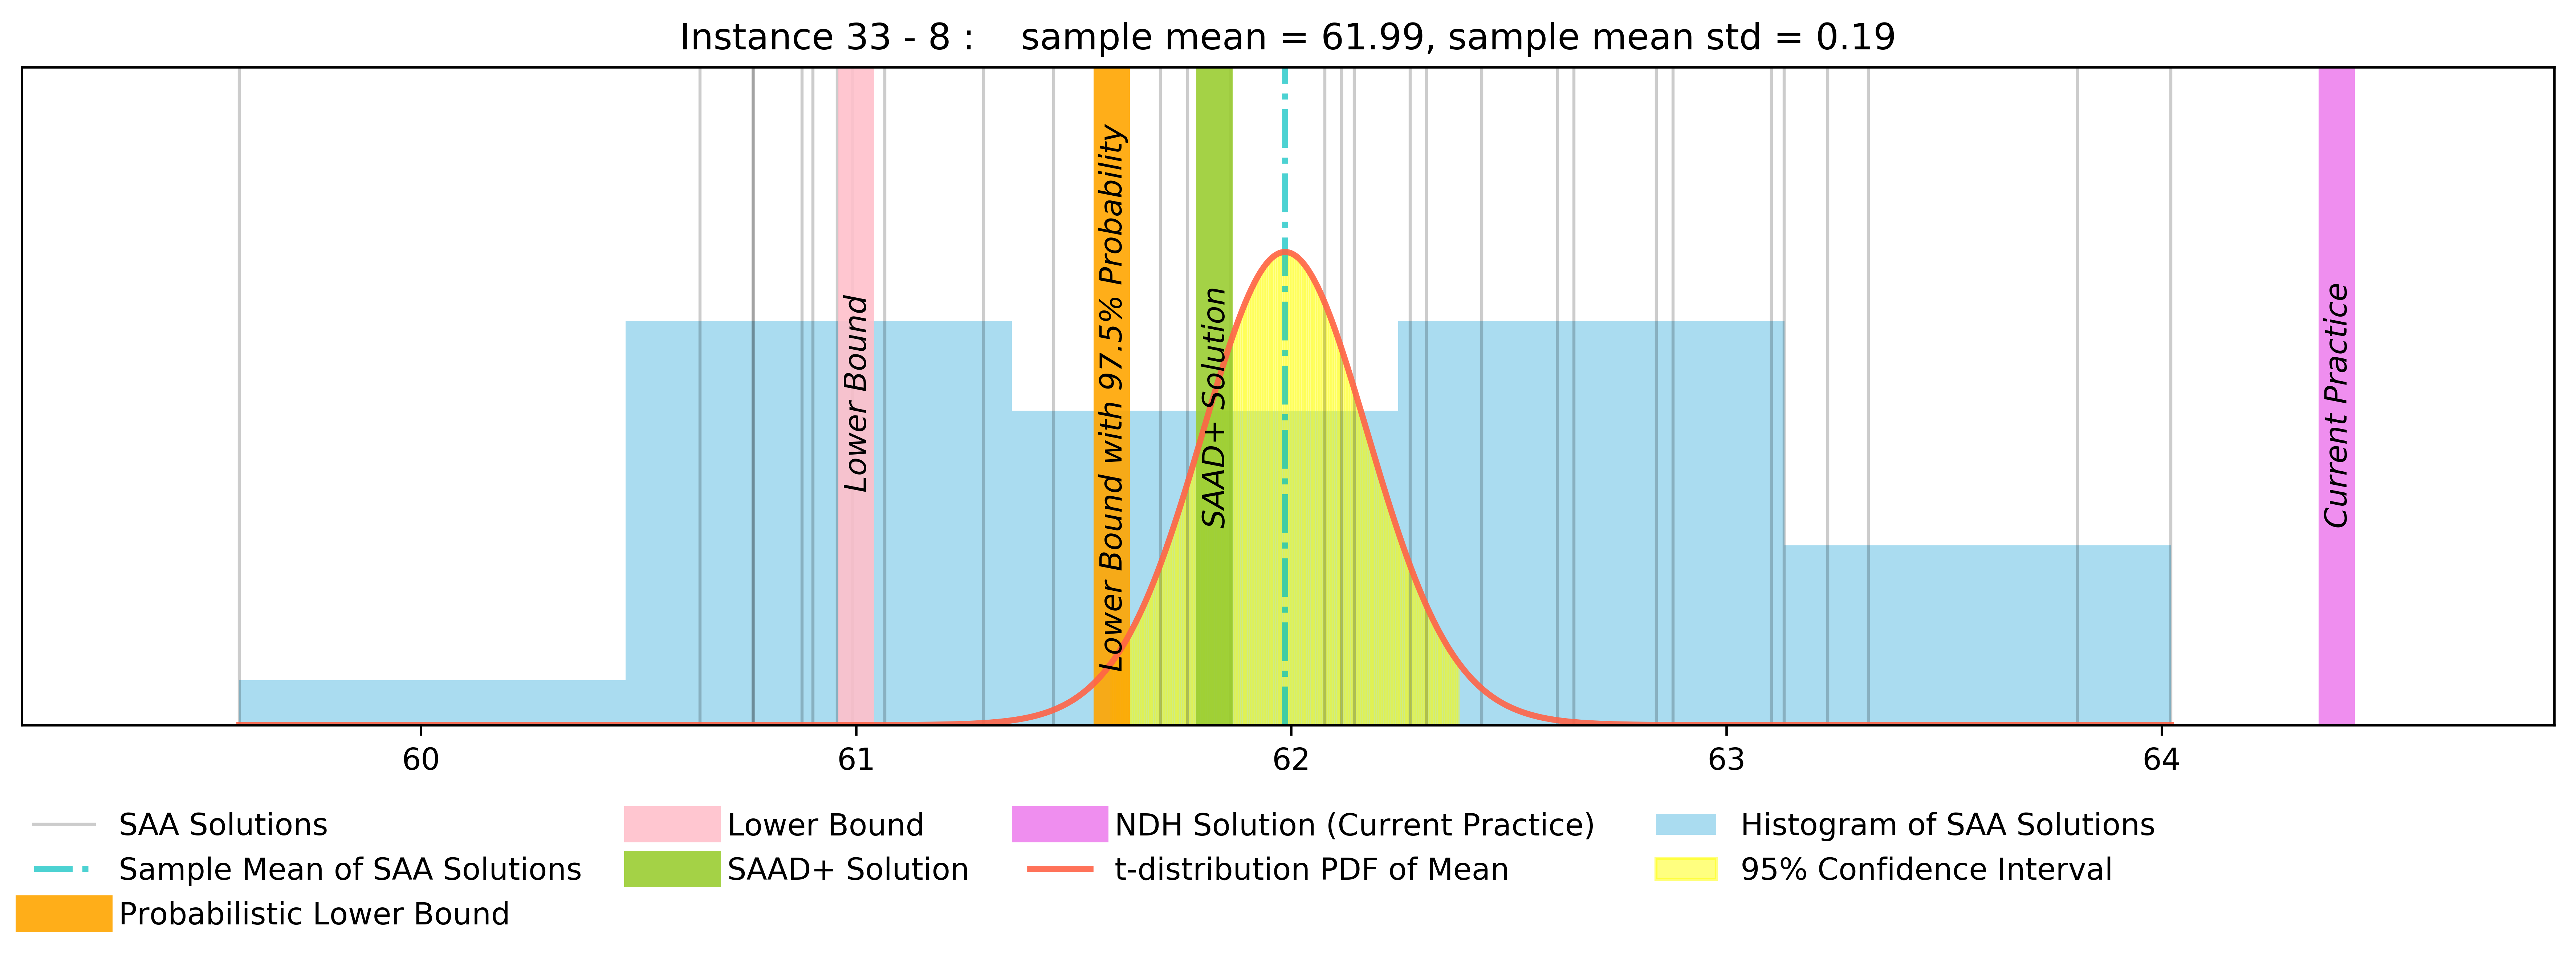 Instance 33 - 8 :    sample mean = 61.99, sample mean std = 0.19
Lower Bound
Lower Bound with 97.5% Probability
SAAD+ Solution
Current Practice
60 61 62 63 64
SAA Solutions
Sample Mean of SAA Solutions
Probabilistic Lower Bound
Lower Bound
SAAD+ Solution
NDH Solution (Current Practice)
t-distribution PDF of Mean
Histogram of SAA Solutions
95% Confidence Interval